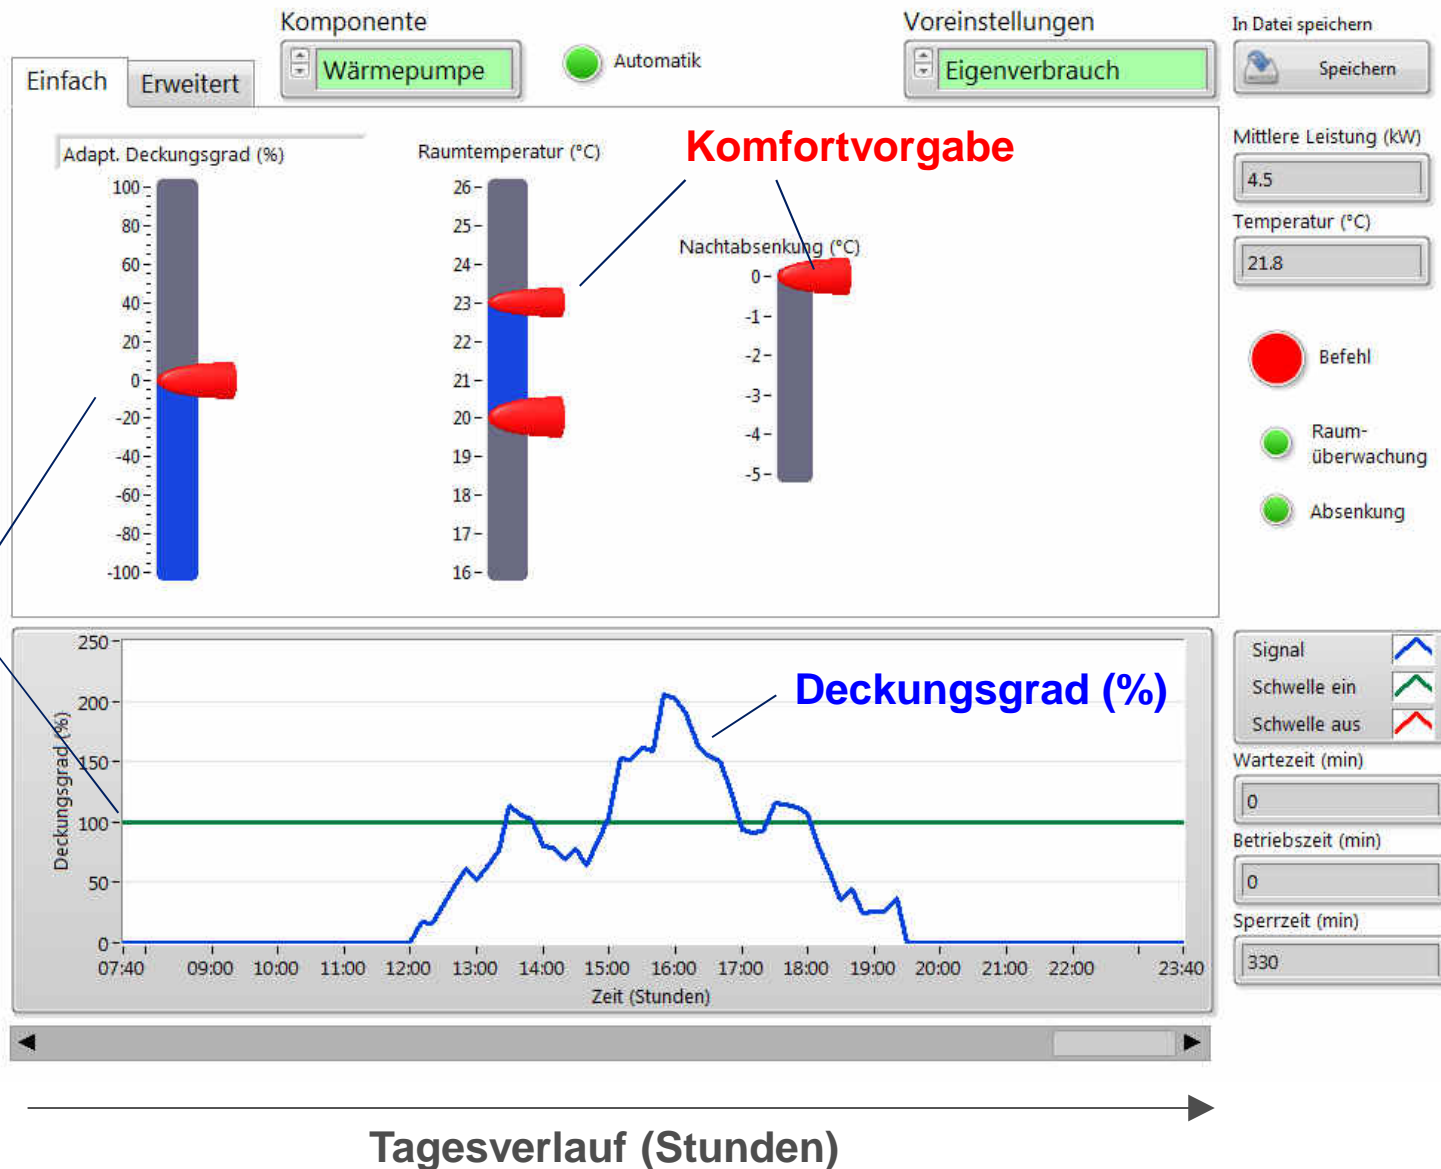 Komponente
Voreinstellungen
In Datei speichern
Einfach
Erweitert
Wärmepumpe
Automatik
Eigenverbrauch
Speichern
Adapt. Deckungsgrad (%)
100
80
60
40
20
0
-20
-40
-60
-80
-100
Raumtemperatur (°C)
26
25
24
23
22
21
20
19
18
17
16
Komfortvorgabe
Nachtabsenkung (°C)
0
-1
-2
-3
-4
-5
Mittlere Leistung (kW)
4.5
Temperatur (°C)
21.8
Befehl
Raum-
überwachung
Absenkung
Deckungsgrad (%)
250
200
150
100
50
0
Deckungsgrad (%)
07:40 09:00 10:00 11:00 12:00 13:00 14:00 15:00 16:00 17:00 18:00 19:00 20:00 21:00 22:00 23:40
Zeit (Stunden)
Signal
Schwelle ein
Schwelle aus
Wartezeit (min)
0
Betriebszeit (min)
0
Sperrzeit (min)
330
Tagesverlauf (Stunden)